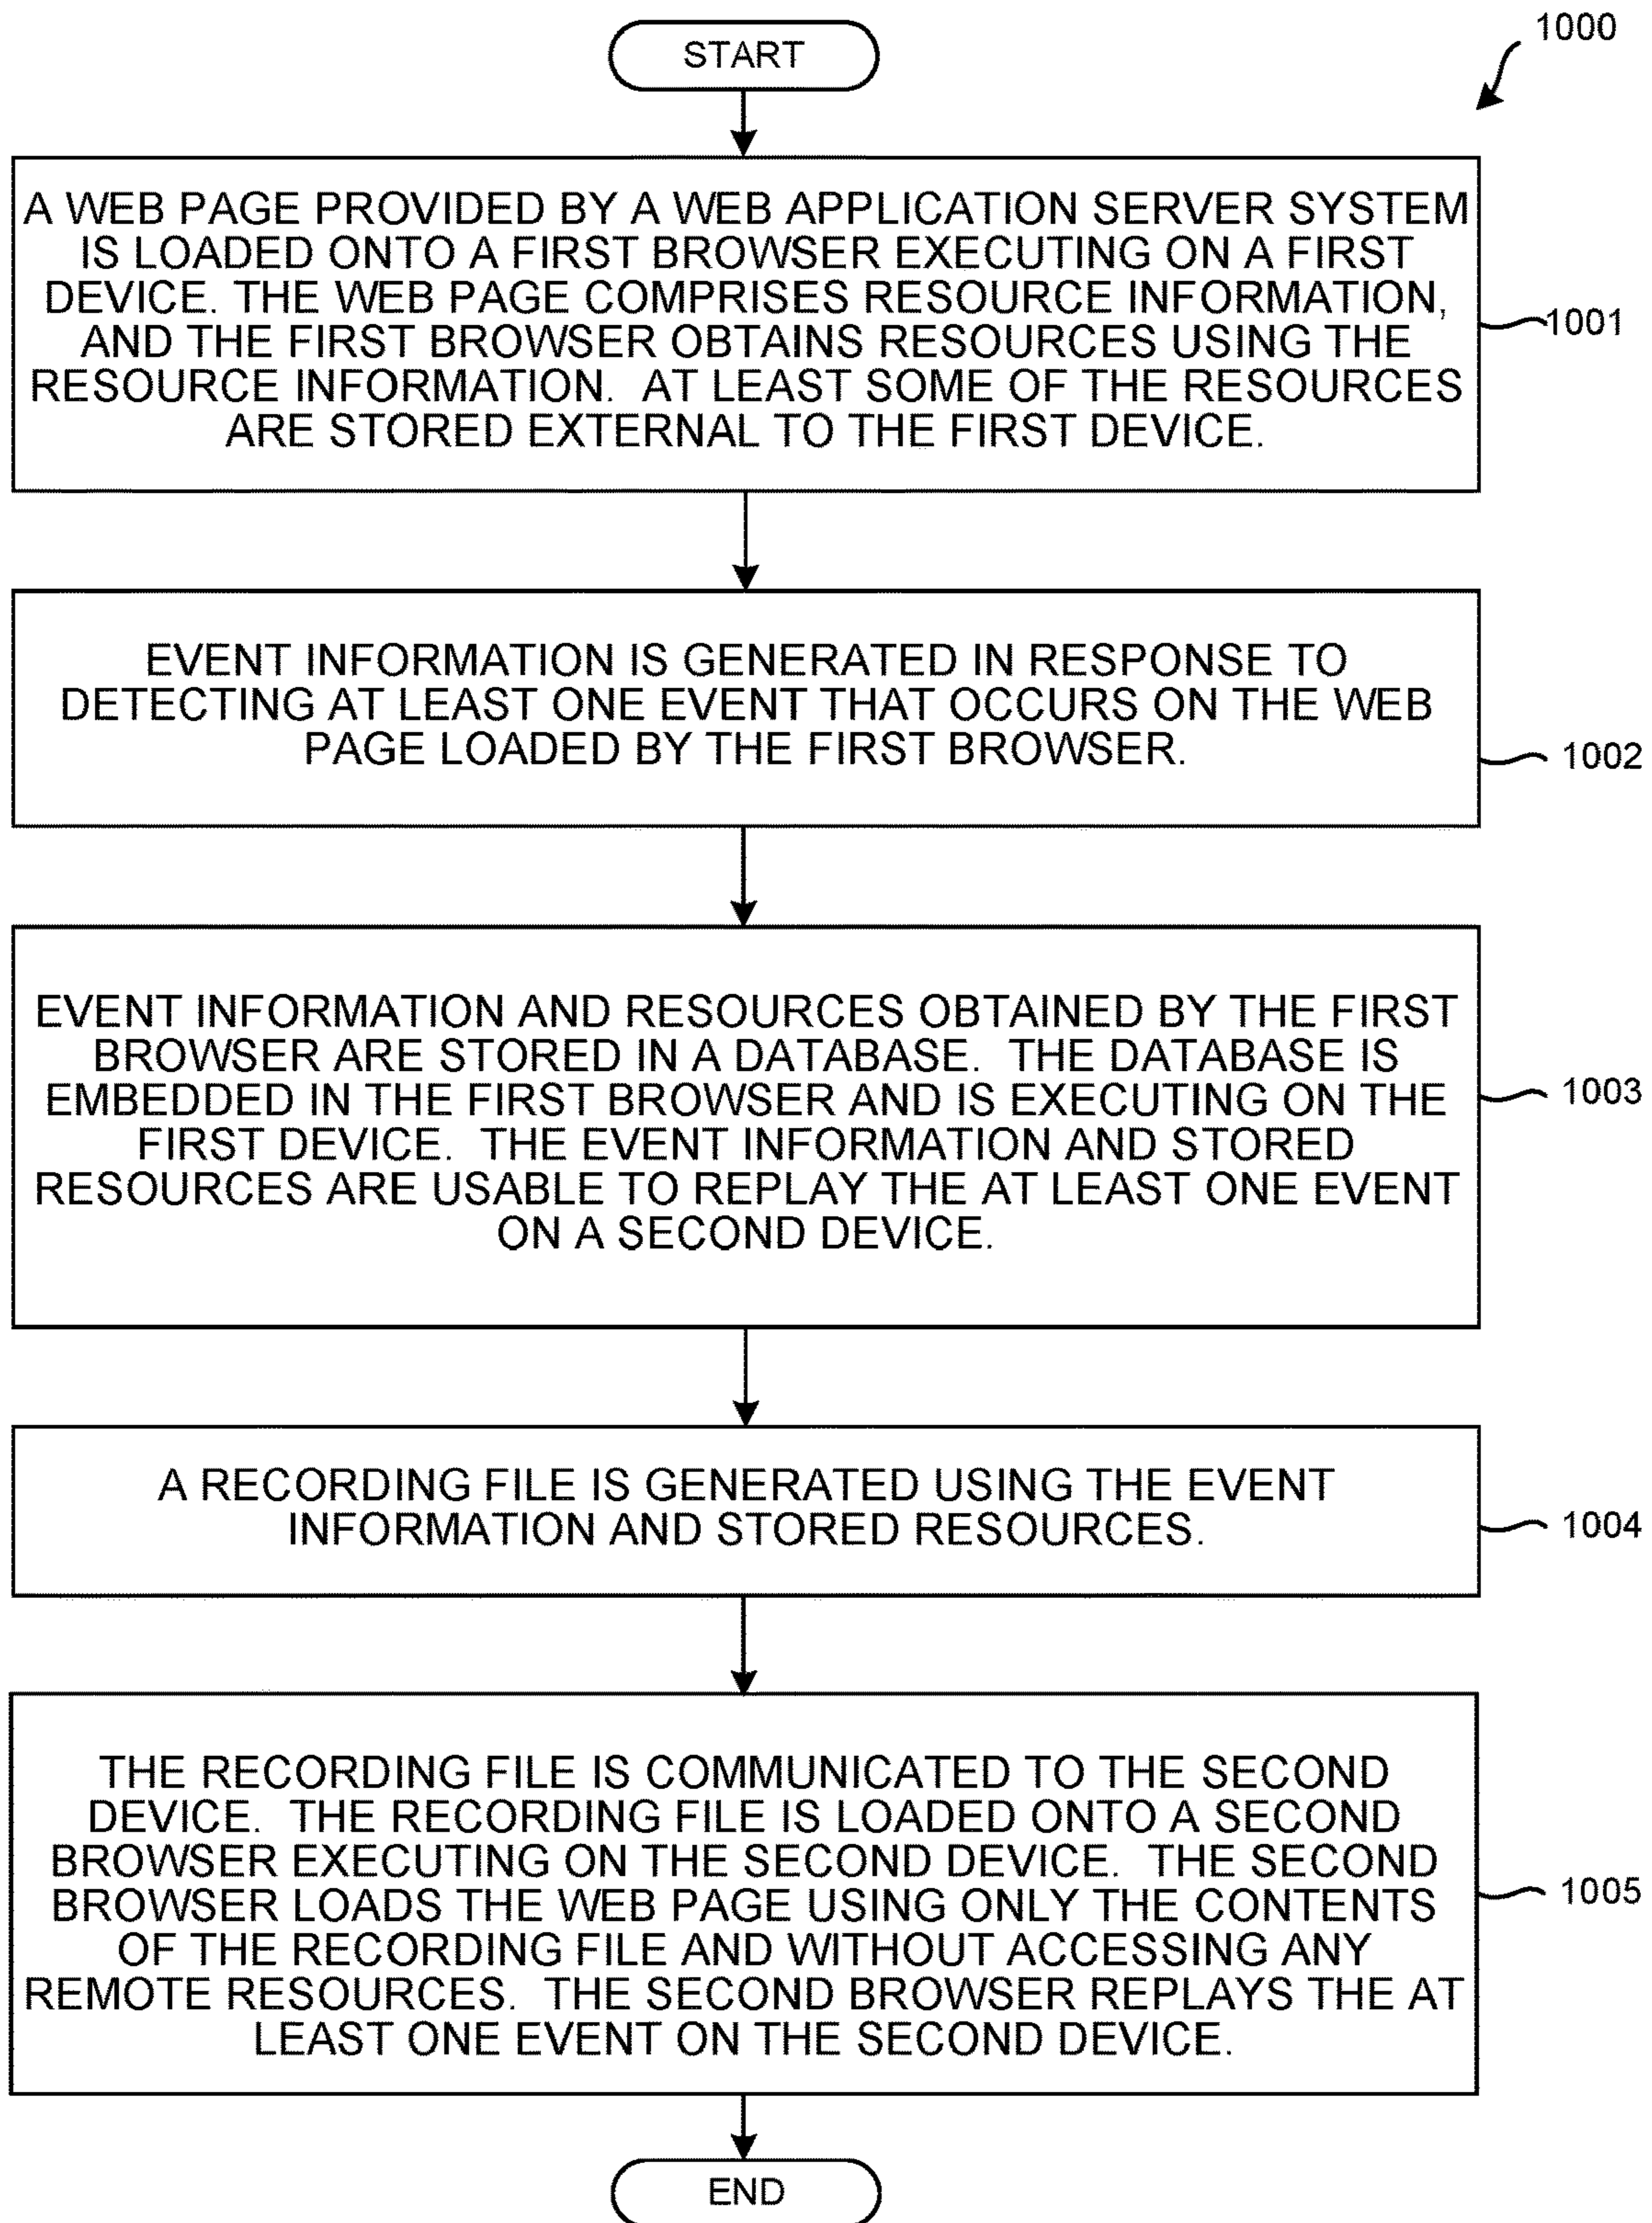 1000
START
A WEB PAGE PROVIDED BY A WEB APPLICATION SERVER SYSTEM
IS LOADED ONTO A FIRST BROWSER EXECUTING ON A FIRST
DEVICE. THE WEB PAGE COMPRISES RESOURCE INFORMATION,
AND THE FIRST BROWSER OBTAINS RESOURCES USING THE
RESOURCE INFORMATION. AT LEAST SOME OF THE RESOURCES
ARE STORED EXTERNAL TO THE FIRST DEVICE.
1001
EVENT INFORMATION IS GENERATED IN RESPONSE TO
DETECTING AT LEAST ONE EVENT THAT OCCURS ON THE WEB
PAGE LOADED BY THE FIRST BROWSER.
1002
EVENT INFORMATION AND RESOURCES OBTAINED BY THE FIRST
BROWSER ARE STORED IN A DATABASE. THE DATABASE IS
EMBEDDED IN THE FIRST BROWSER AND IS EXECUTING ON THE
FIRST DEVICE. THE EVENT INFORMATION AND STORED
RESOURCES ARE USABLE TO REPLAY THE AT LEAST ONE EVENT
ON A SECOND DEVICE.
1003
A RECORDING FILE IS GENERATED USING THE EVENT
INFORMATION AND STORED RESOURCES.
1004
THE RECORDING FILE IS COMMUNICATED TO THE SECOND
DEVICE. THE RECORDING FILE IS LOADED ONTO A SECOND
BROWSER EXECUTING ON THE SECOND DEVICE. THE SECOND
BROWSER LOADS THE WEB PAGE USING ONLY THE CONTENTS
OF THE RECORDING FILE AND WITHOUT ACCESSING ANY
REMOTE RESOURCES. THE SECOND BROWSER REPLAYS THE AT
LEAST ONE EVENT ON THE SECOND DEVICE.
1005
END